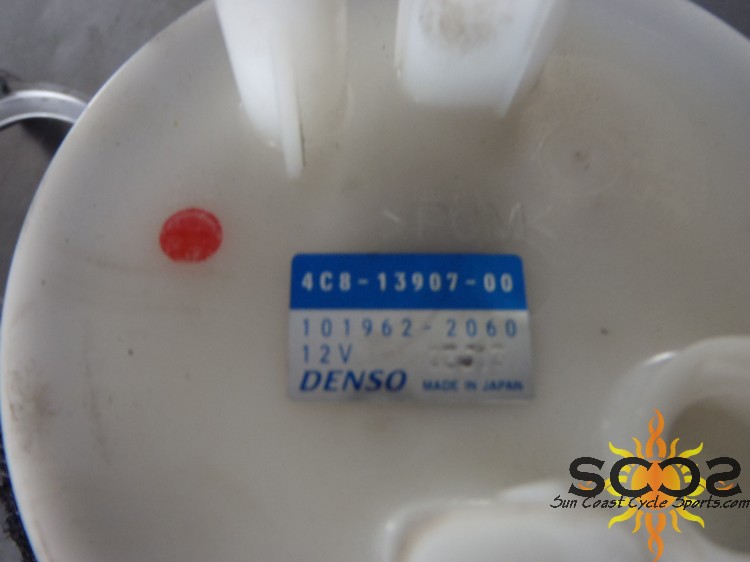 4C8-13907-00
101962-2060
12V
DENSO MADE IN JAPAN
SCCS
Sun Coast Cycle Sports.com